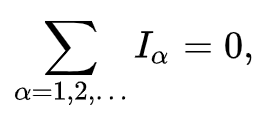 ∑_{α=1,2,...} I_α = 0,